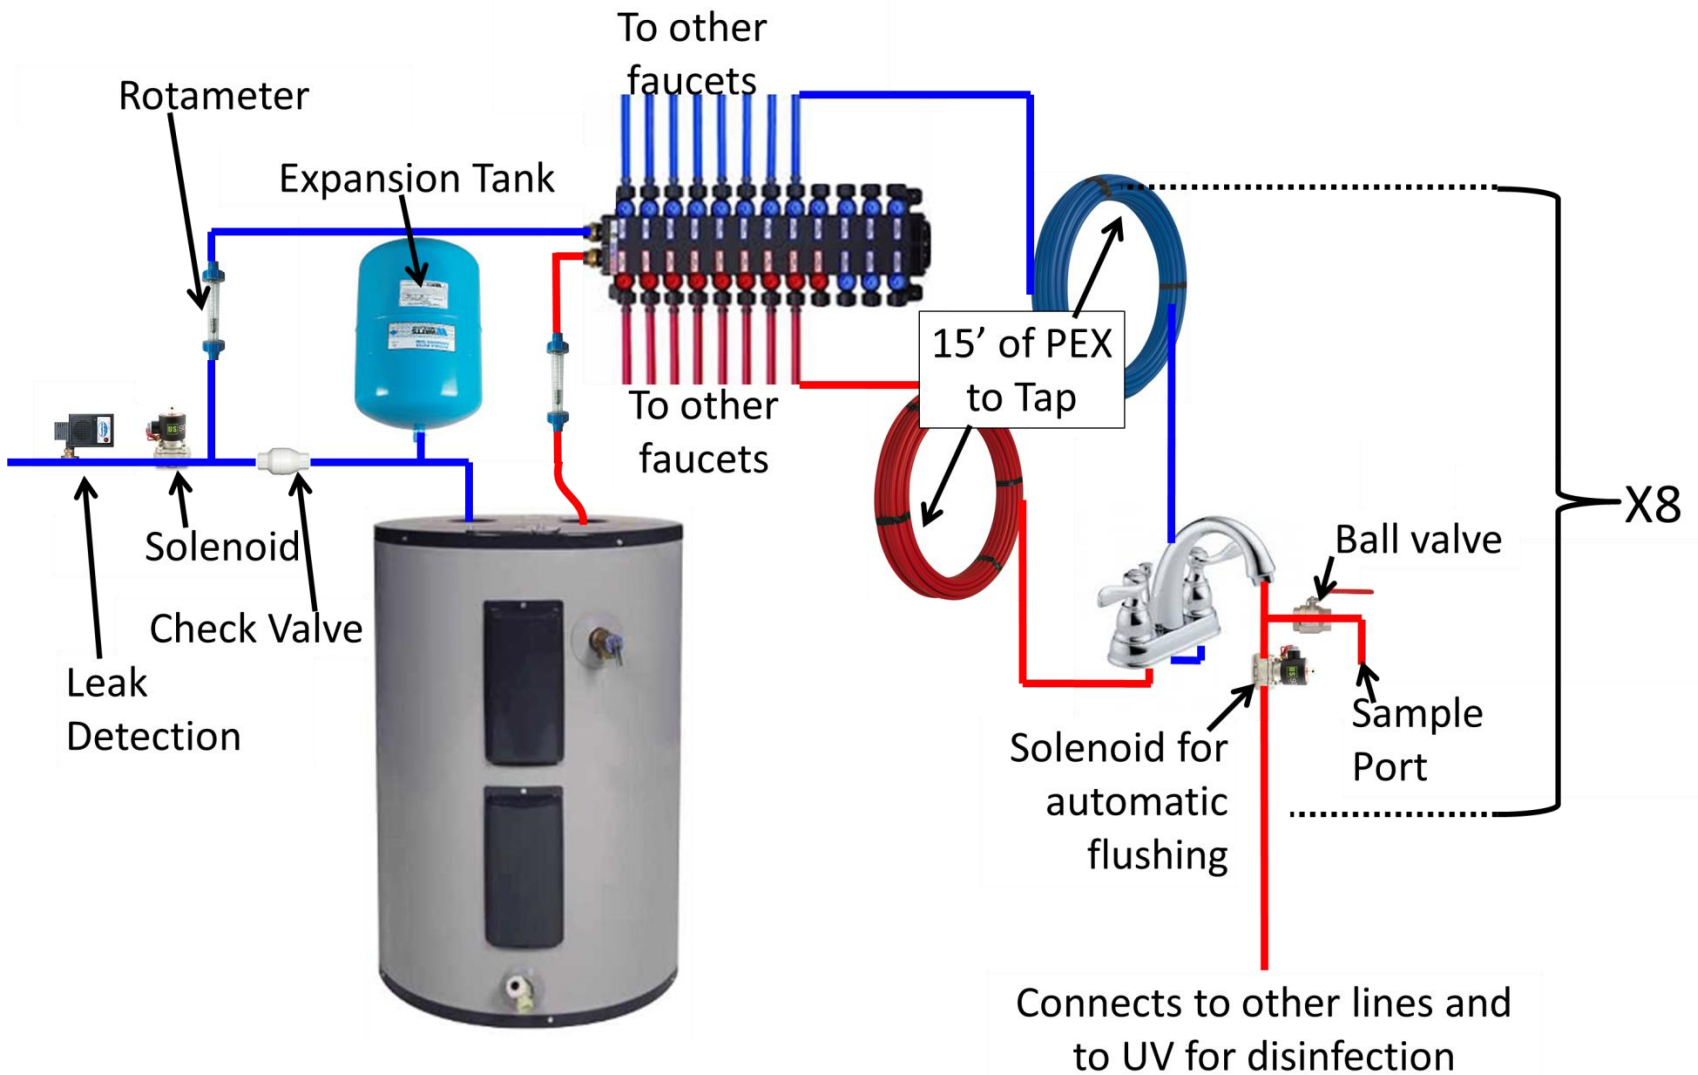 To other
faucets
Rotameter
Expansion Tank
15’ of PEX
to Tap
To other
faucets
X8
Solenoid
Ball valve
Check Valve
Leak
Detection
Sample
Port
Solenoid for
automatic
flushing
Connects to other lines and
to UV for disinfection